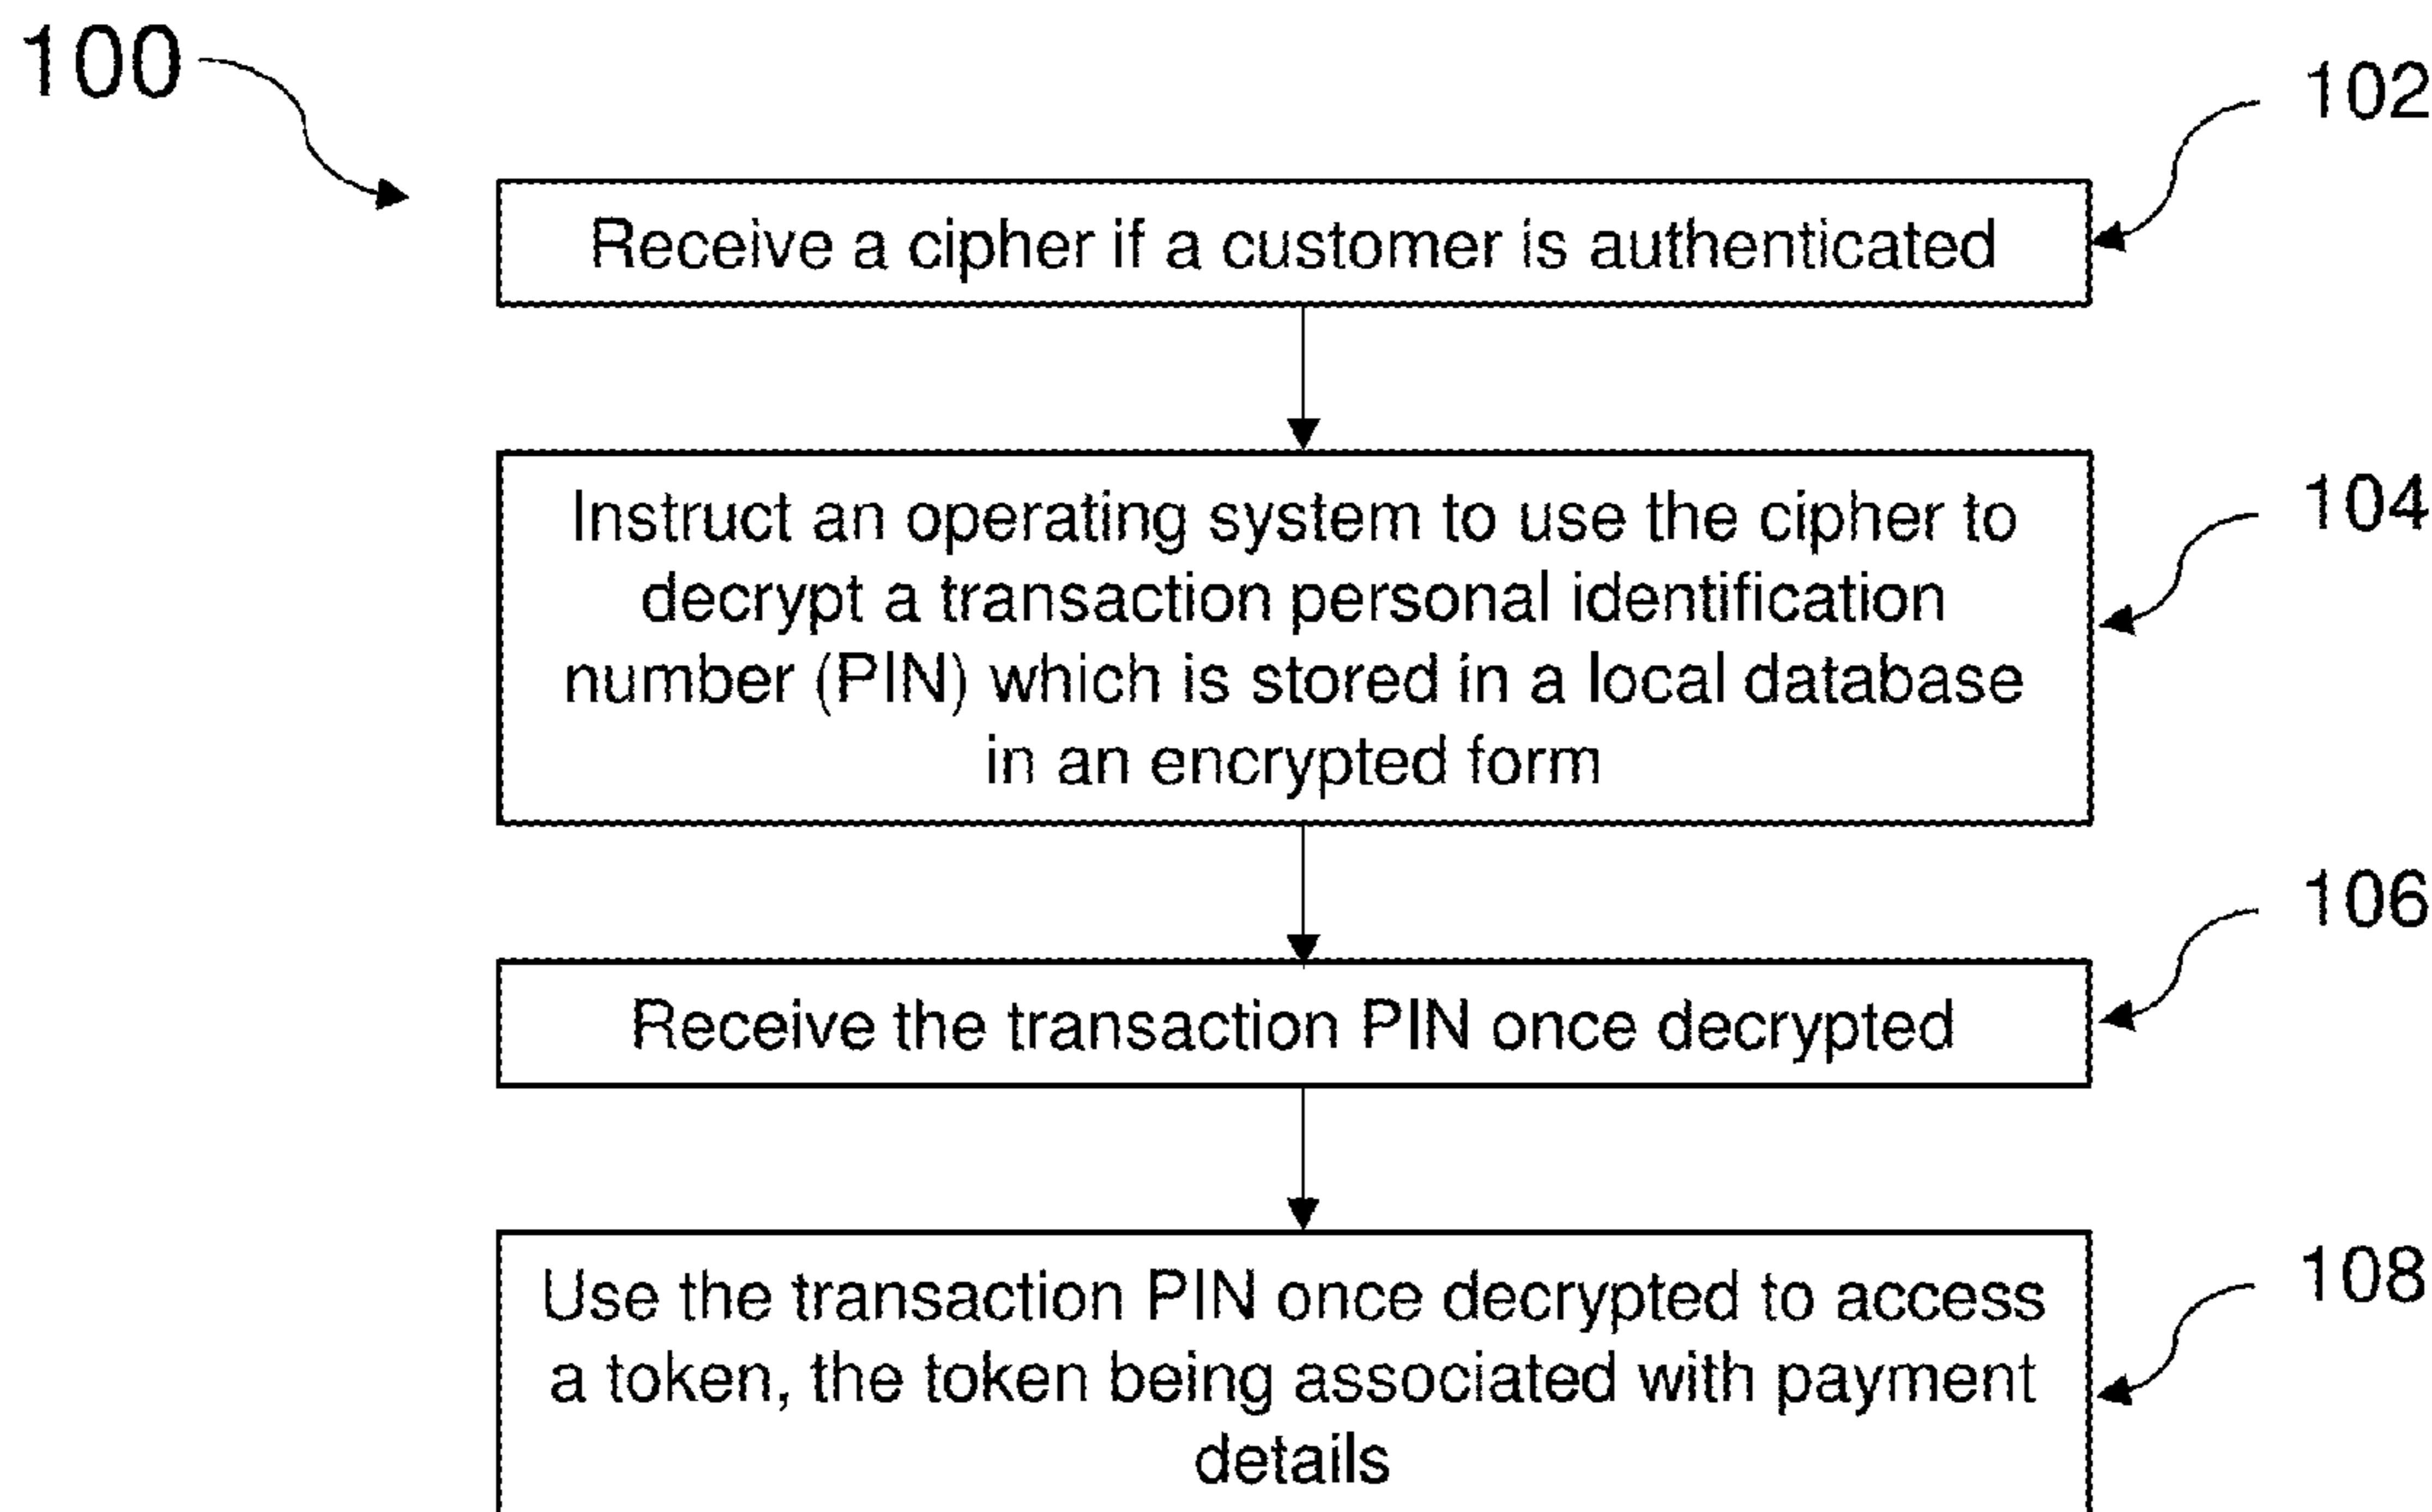 100
102
Receive a cipher if a customer is authenticated
104
Instruct an operating system to use the cipher to
decrypt a transaction personal identification
number (PIN) which is stored in a local database
in an encrypted form
106
Receive the transaction PIN once decrypted
108
Use the transaction PIN once decrypted to access
a token, the token being associated with payment
details